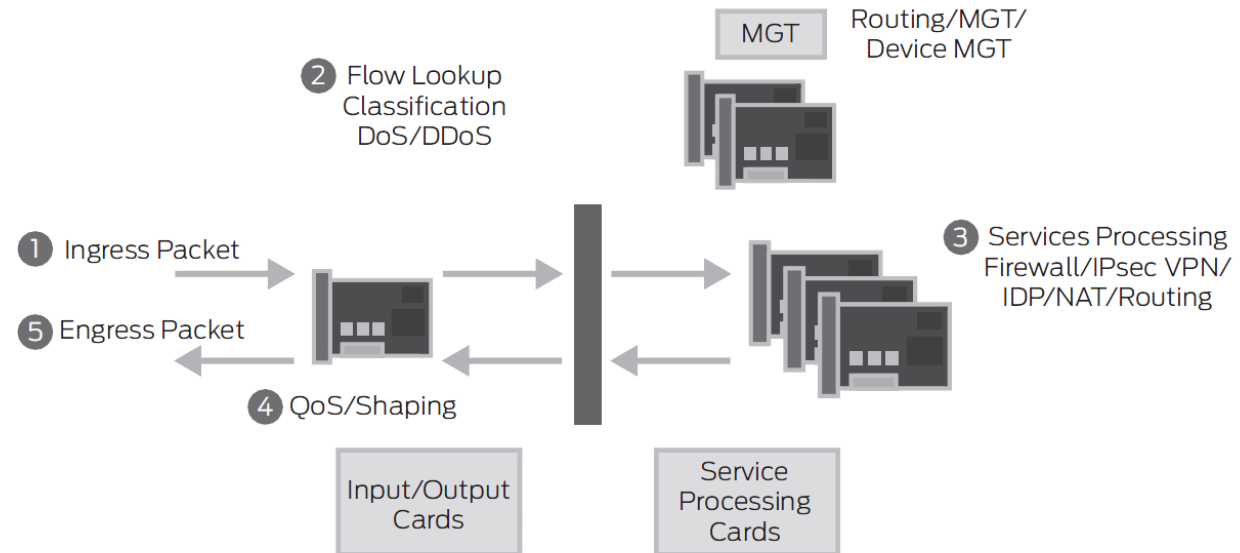 MGT
Routing/MGT/
Device MGT
2 Flow Lookup
Classification
DoS/DDoS
1 Ingress Packet
3 Services Processing
Firewall/IPsec VPN/
IDP/NAT/Routing
5 Engress Packet
4 QoS/Shaping
Input/Output
Cards
Service
Processing
Cards